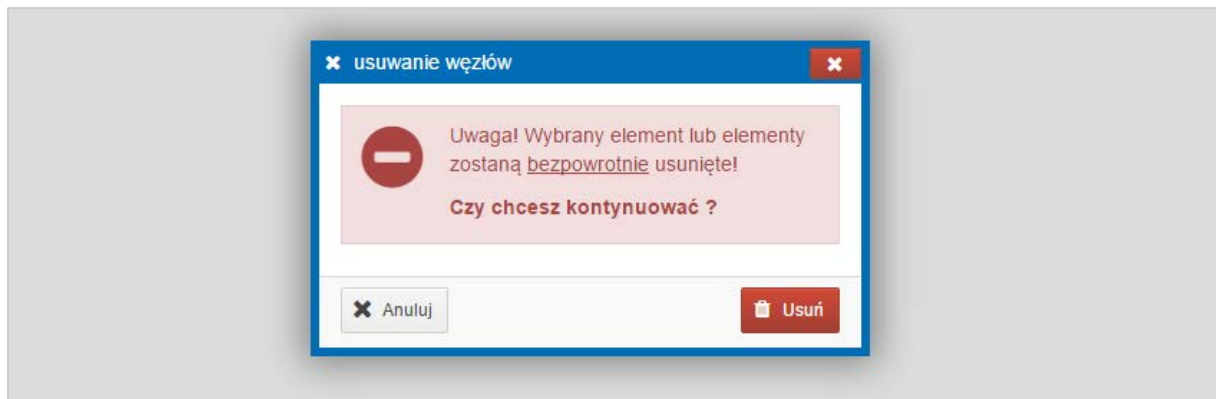 usuwanie węzłów
Uwaga! Wybrany element lub elementy
zostaną bezpowrotnie usunięte!
Czy chcesz kontynuować ?
Anuluj
Usuń